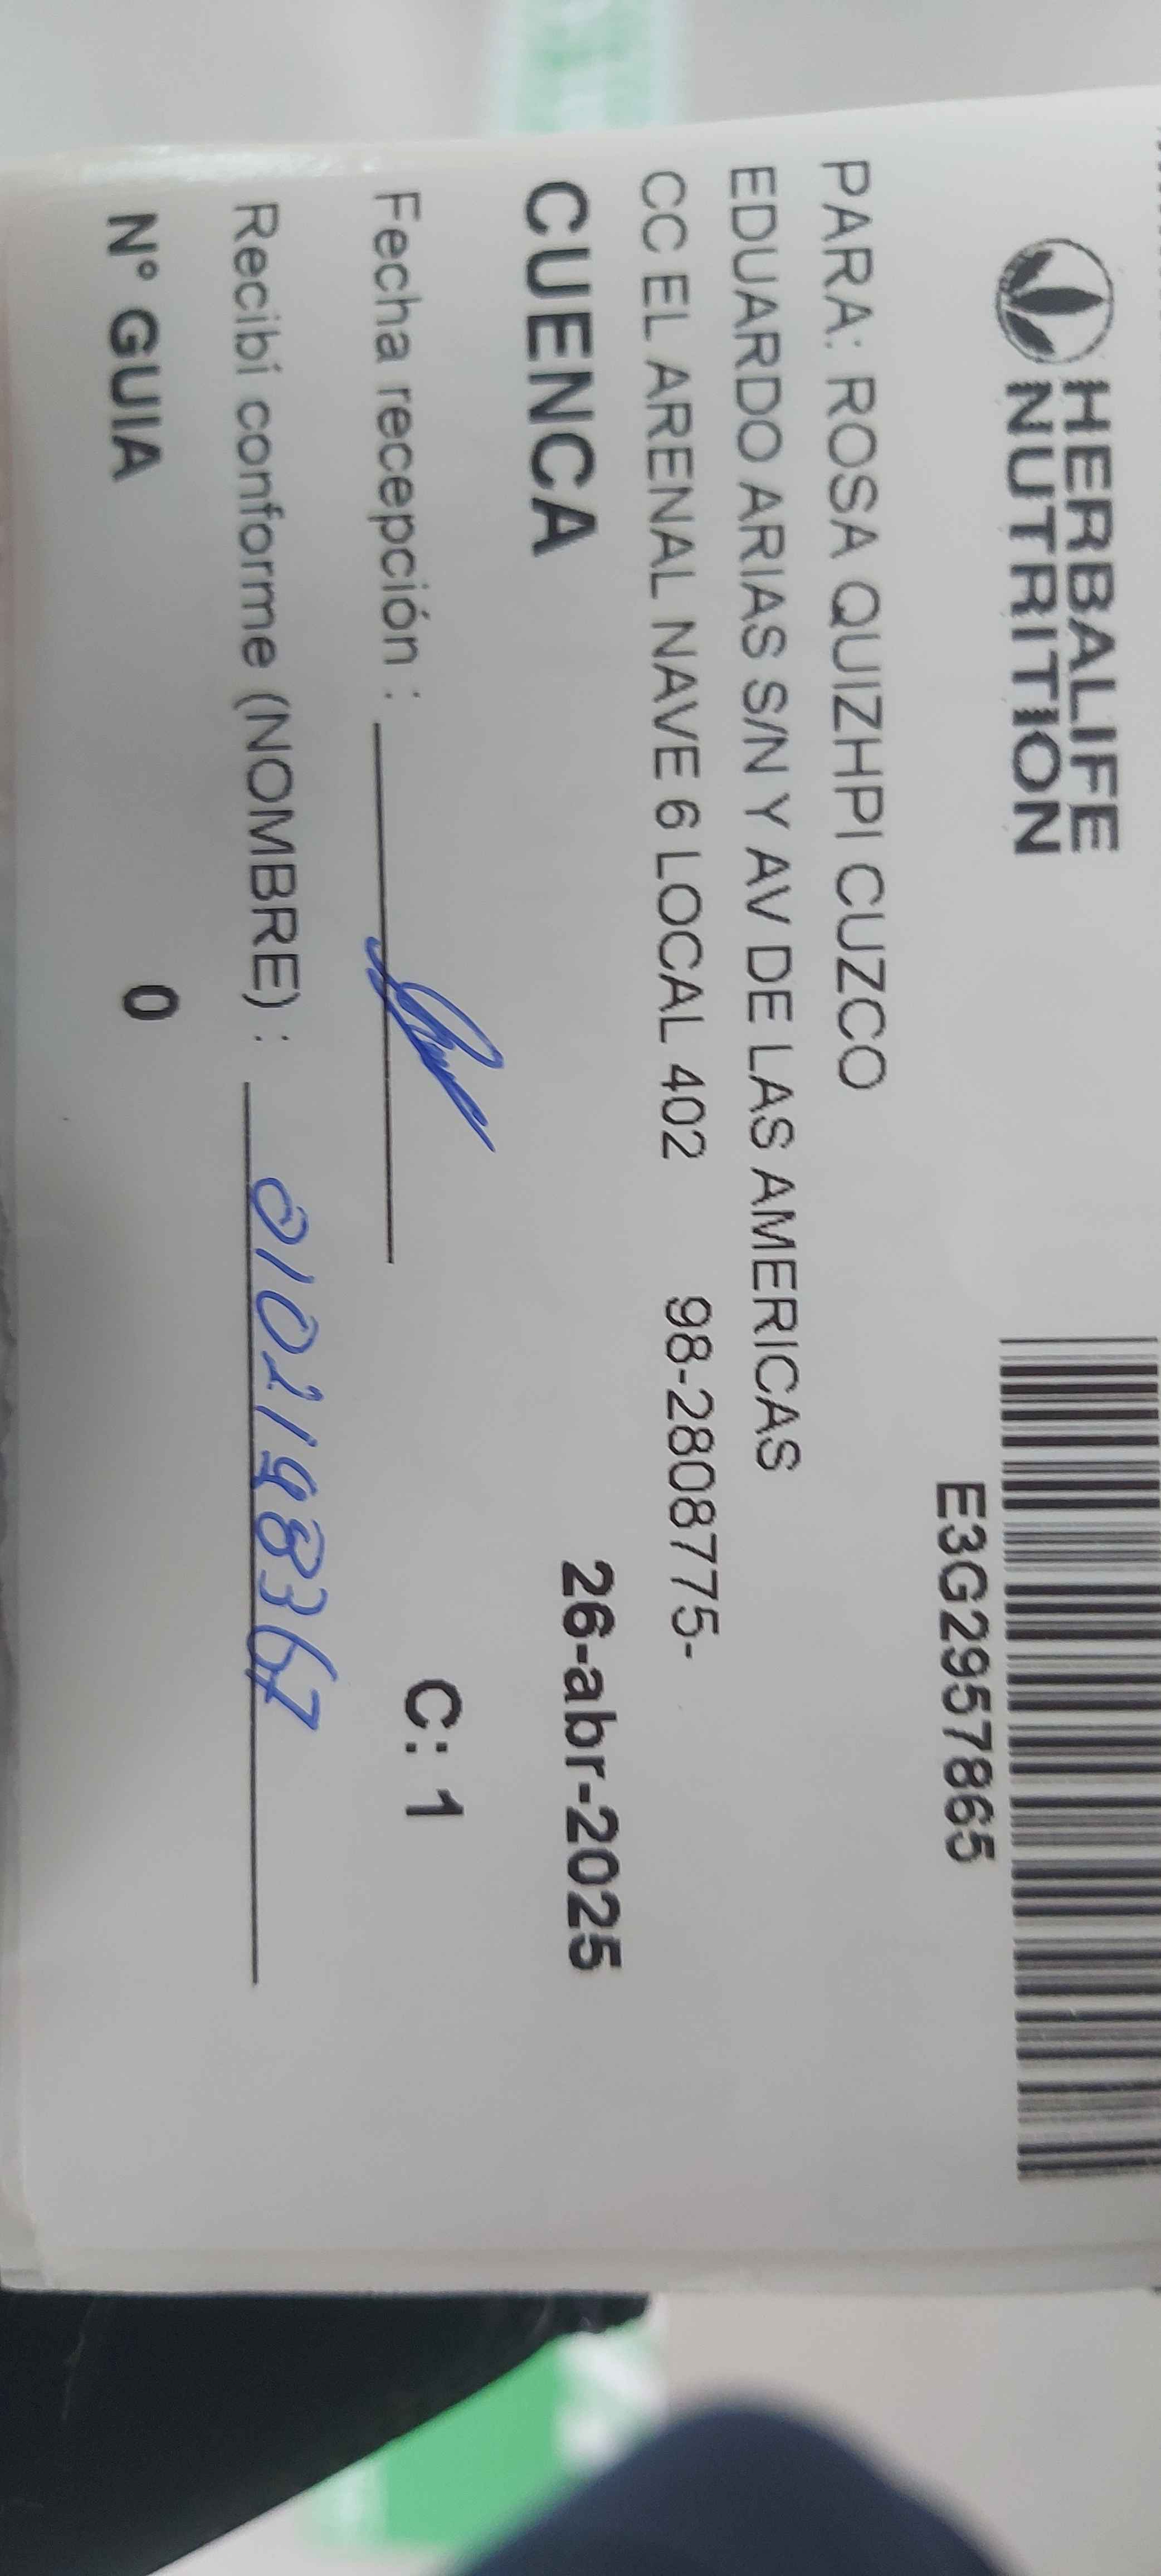 HERBALIFE
NUTRITION
E3G2957865
PARA: ROSA QUIZHPI CUZCO
EDUARDO ARIAS S/N Y AV DE LAS AMERICAS
CC EL ARENAL NAVE 6 LOCAL 402 98-280875-
CUENCA 26-abr-2025
Fecha recepción : C: 1
Recibí conforme (NOMBRE) : 0102198367
N° GUIA 0